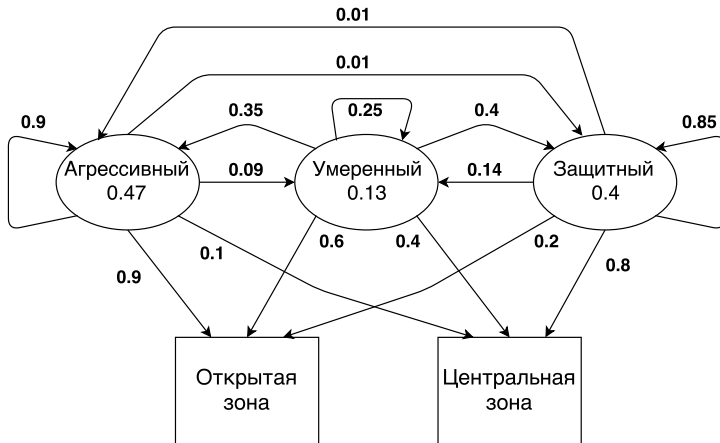 0.01
0.01
0.9
0.35
0.25
0.4
0.85
Агрессивный
0.47
0.09
Умеренный
0.13
0.14
Защитный
0.4
0.9
0.1
0.6
0.4
0.2
0.8
Открытая
зона
Центральная
зона